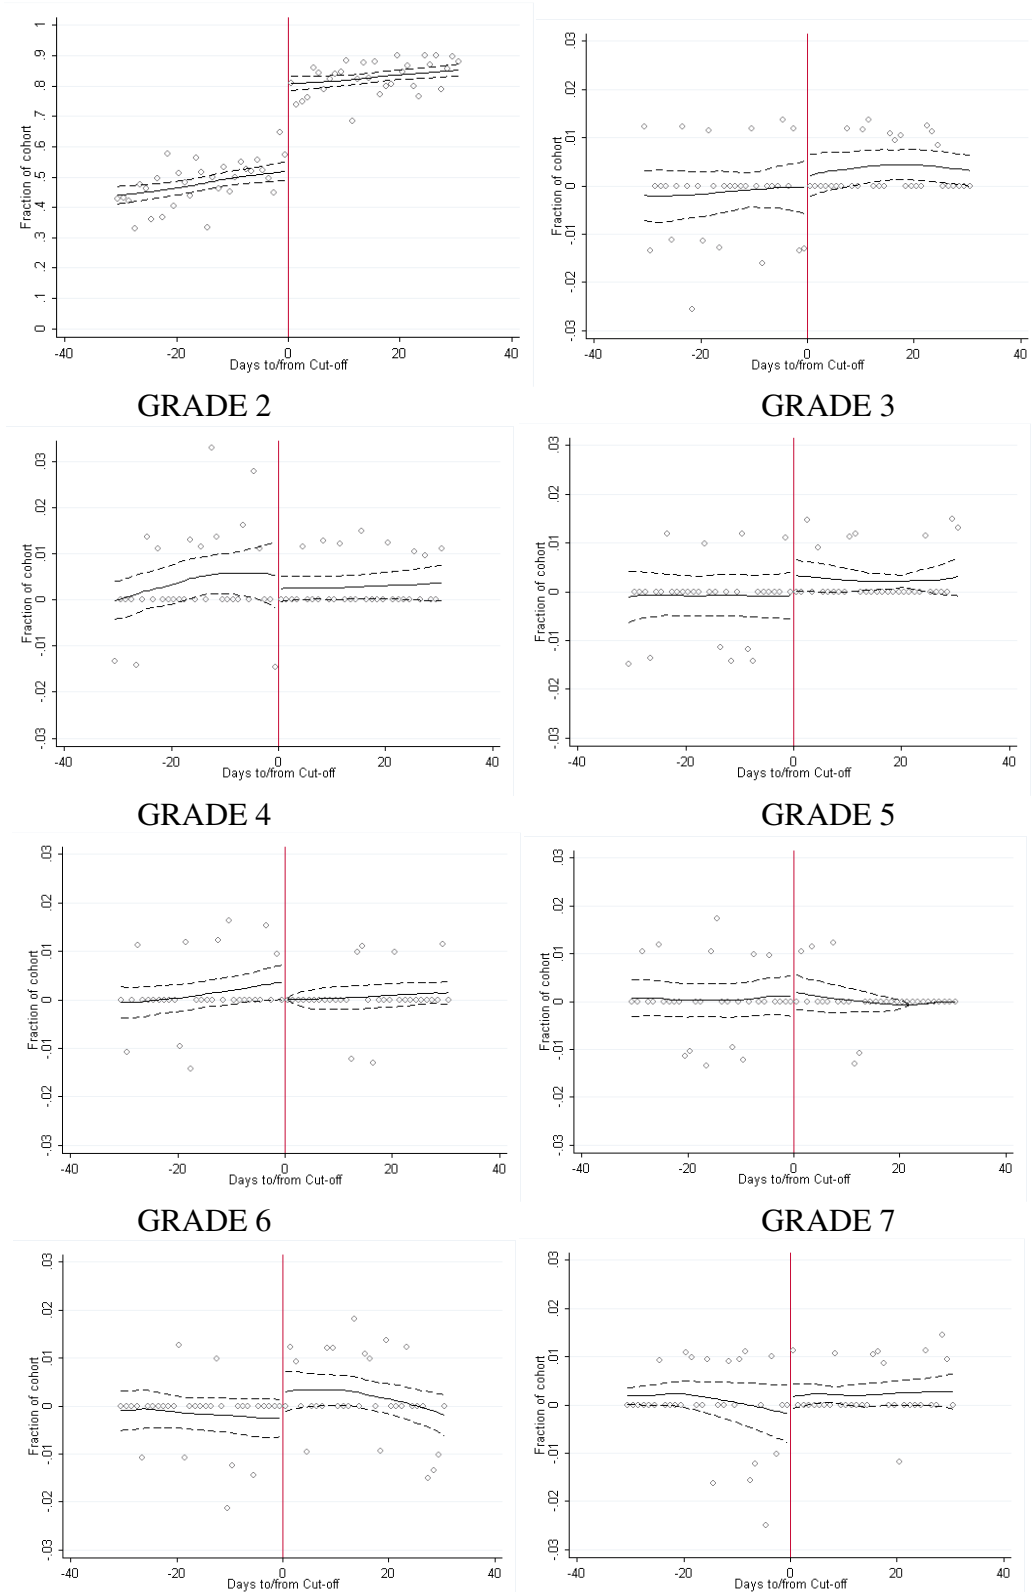 Fraction of cohort
1
.9
.8
.7
.6
.5
.4
.3
.2
.1
0
-40 -20 0 20 40
Days to/from Cut-off
Fraction of cohort
.03
.02
.01
0
-.01
-.02
-.03
-40 -20 0 20 40
Days to/from Cut-off
GRADE 2 GRADE 3
Fraction of cohort
.03
.02
.01
0
-.01
-.02
-.03
-40 -20 0 20 40
Days to/from Cut-off
Fraction of cohort
.03
.02
.01
0
-.01
-.02
-.03
-40 -20 0 20 40
Days to/from Cut-off
GRADE 4 GRADE 5
Fraction of cohort
.03
.02
.01
0
-.01
-.02
-.03
-40 -20 0 20 40
Days to/from Cut-off
Fraction of cohort
.03
.02
.01
0
-.01
-.02
-.03
-40 -20 0 20 40
Days to/from Cut-off
GRADE 6 GRADE 7
Fraction of cohort
.03
.02
.01
0
-.01
-.02
-.03
-40 -20 0 20 40
Days to/from Cut-off
Fraction of cohort
.03
.02
.01
0
-.01
-.02
-.03
-40 -20 0 20 40
Days to/from Cut-off